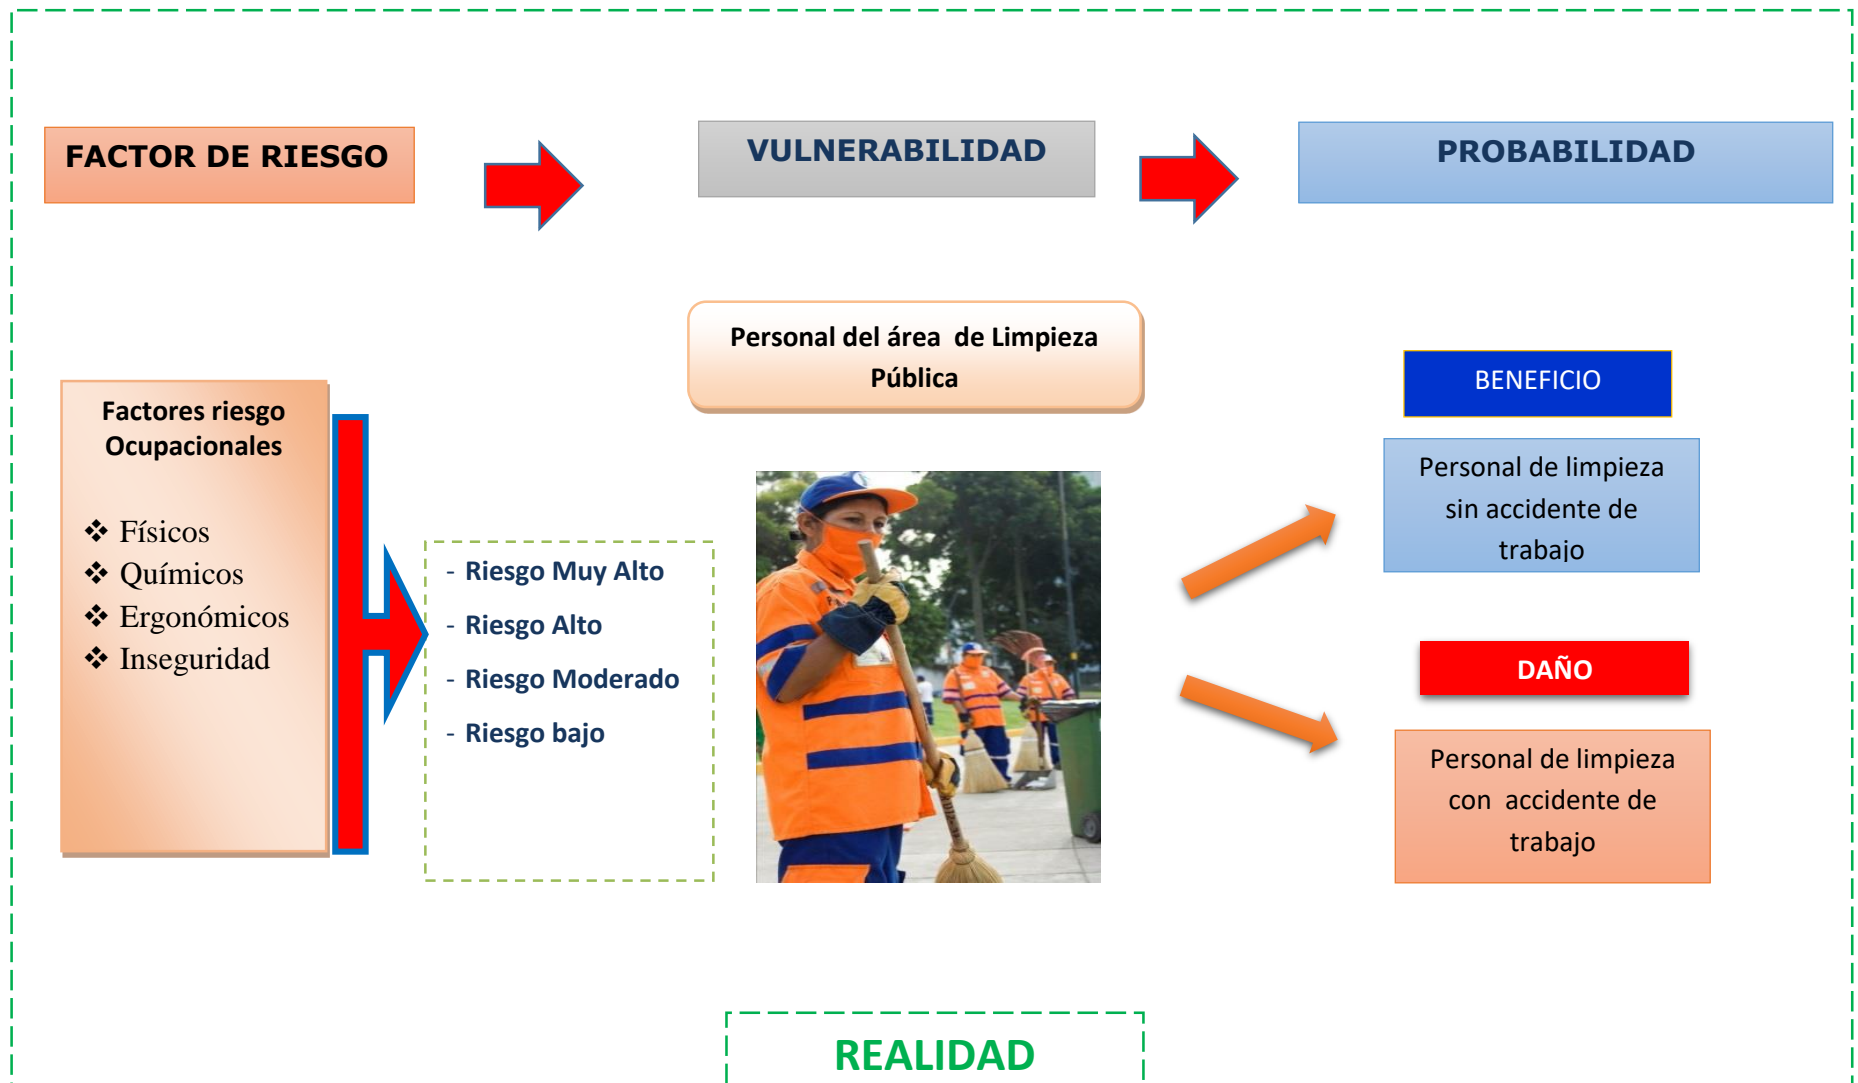 FACTOR DE RIESGO
VULNERABILIDAD
PROBABILIDAD
Factores riesgo
Ocupacionales
❖ Físicos
❖ Químicos
❖ Ergonómicos
❖ Inseguridad
- Riesgo Muy Alto
- Riesgo Alto
- Riesgo Moderado
- Riesgo bajo
Personal del área de Limpieza
Pública
BENEFICIO
Personal de limpieza
sin accidente de
trabajo
DAÑO
Personal de limpieza
con accidente de
trabajo
REALIDAD